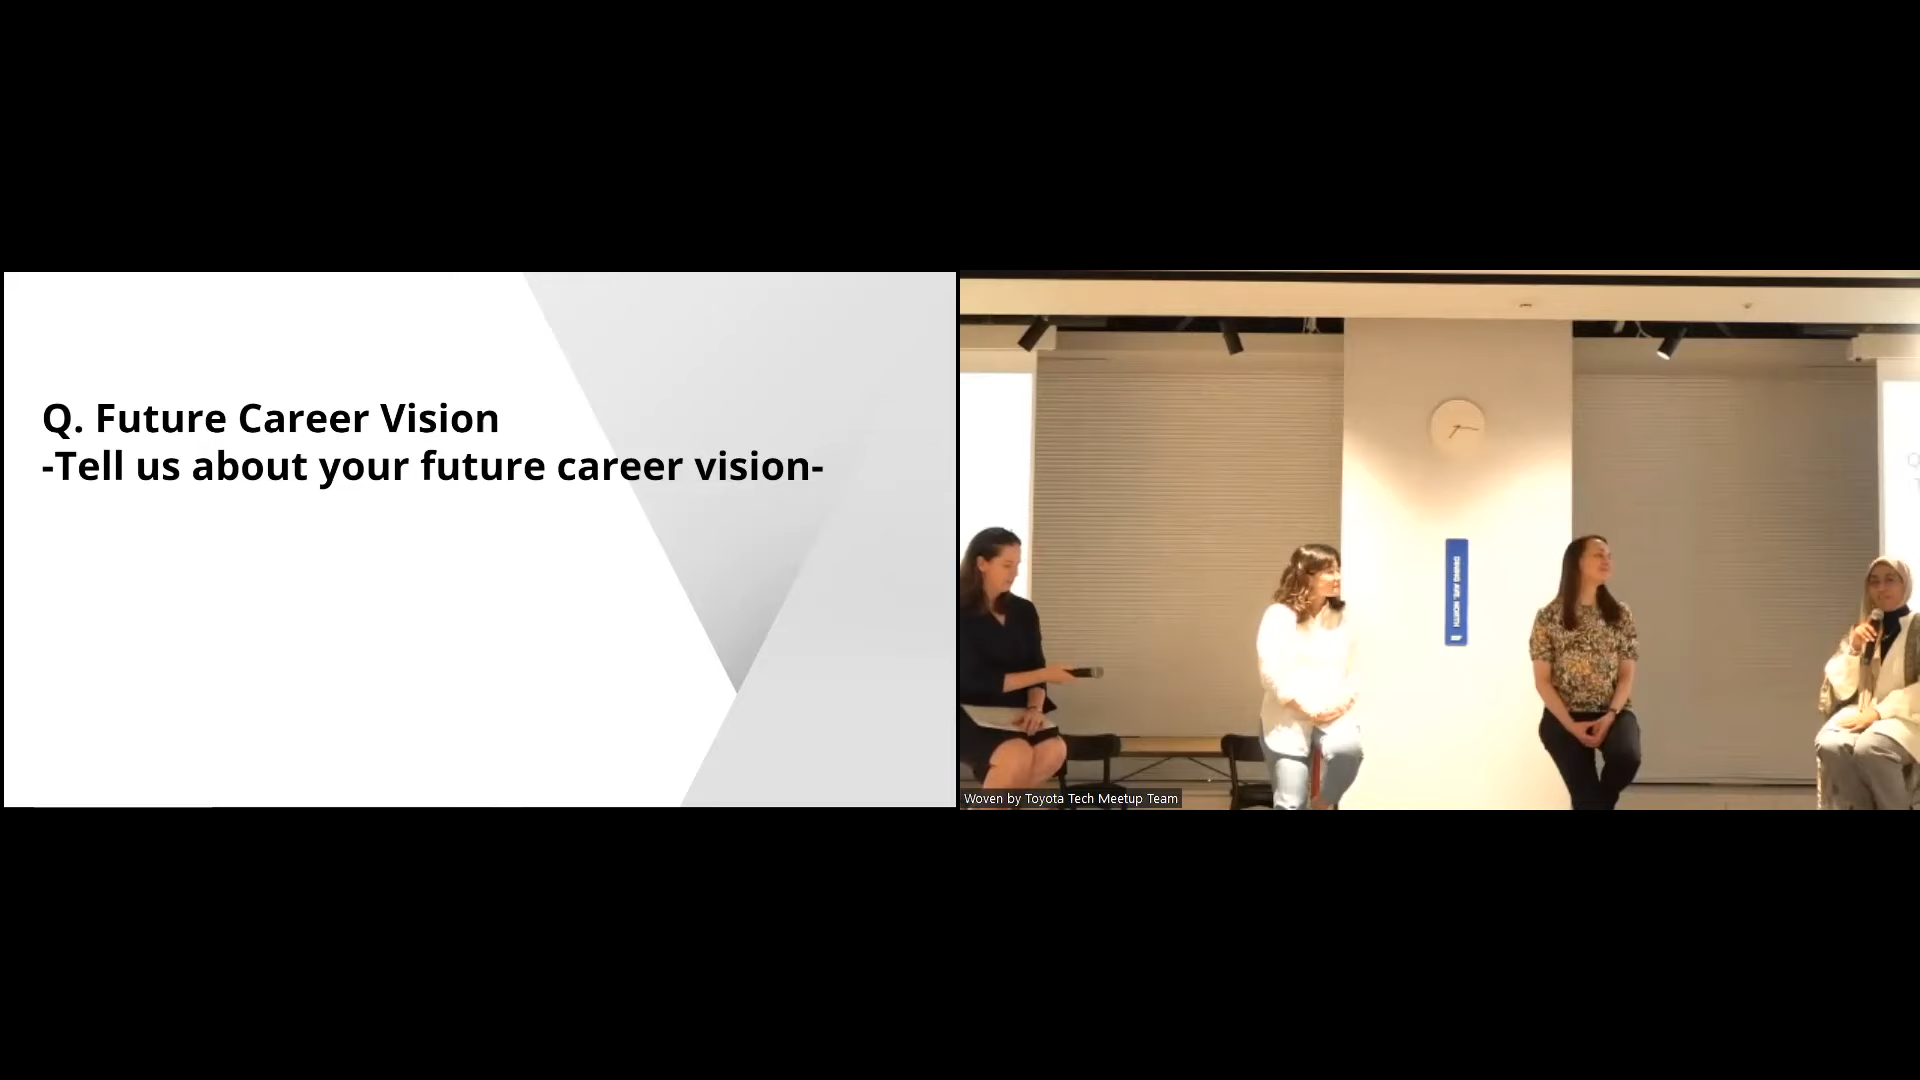 Q. Future Career Vision
-Tell us about your future career vision-
Woven by Toyota Tech Meetup Team